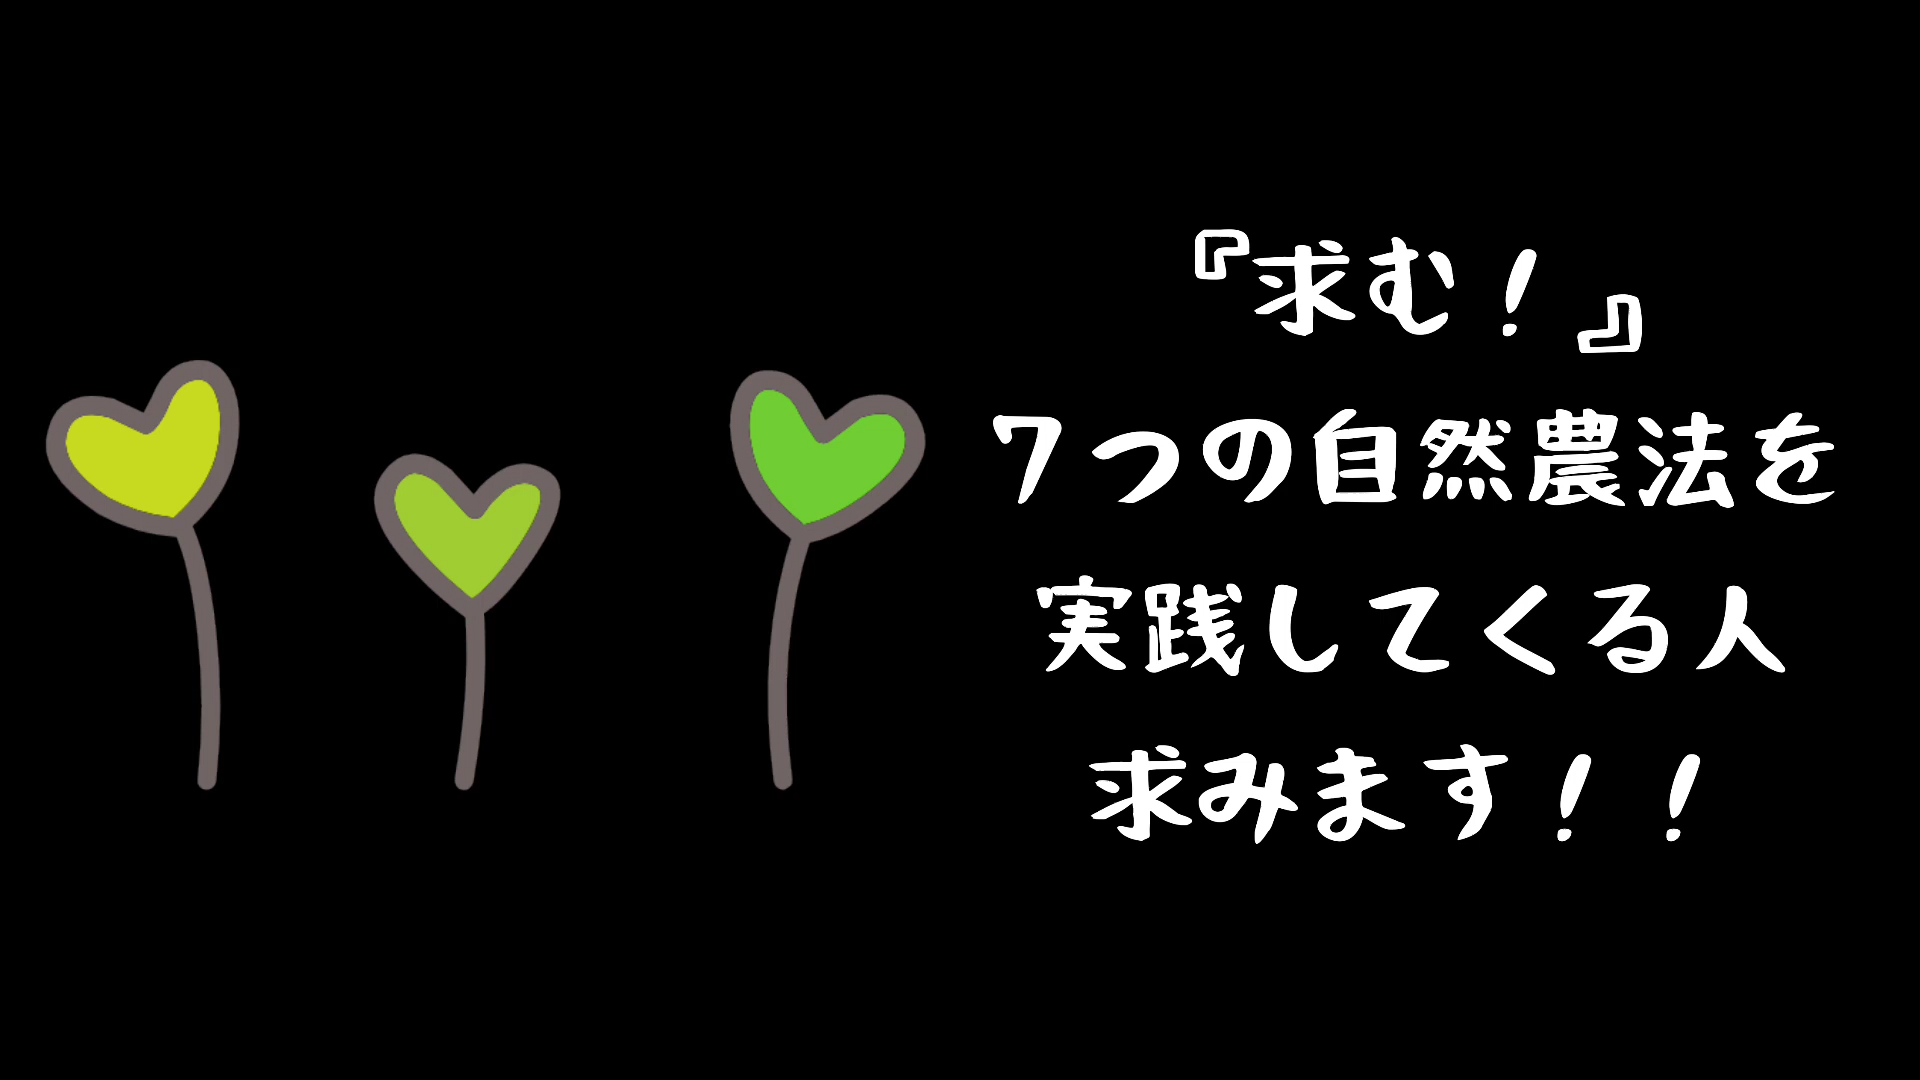 『求む！』
７つの自然農法を
実践してくる人
求みます！！